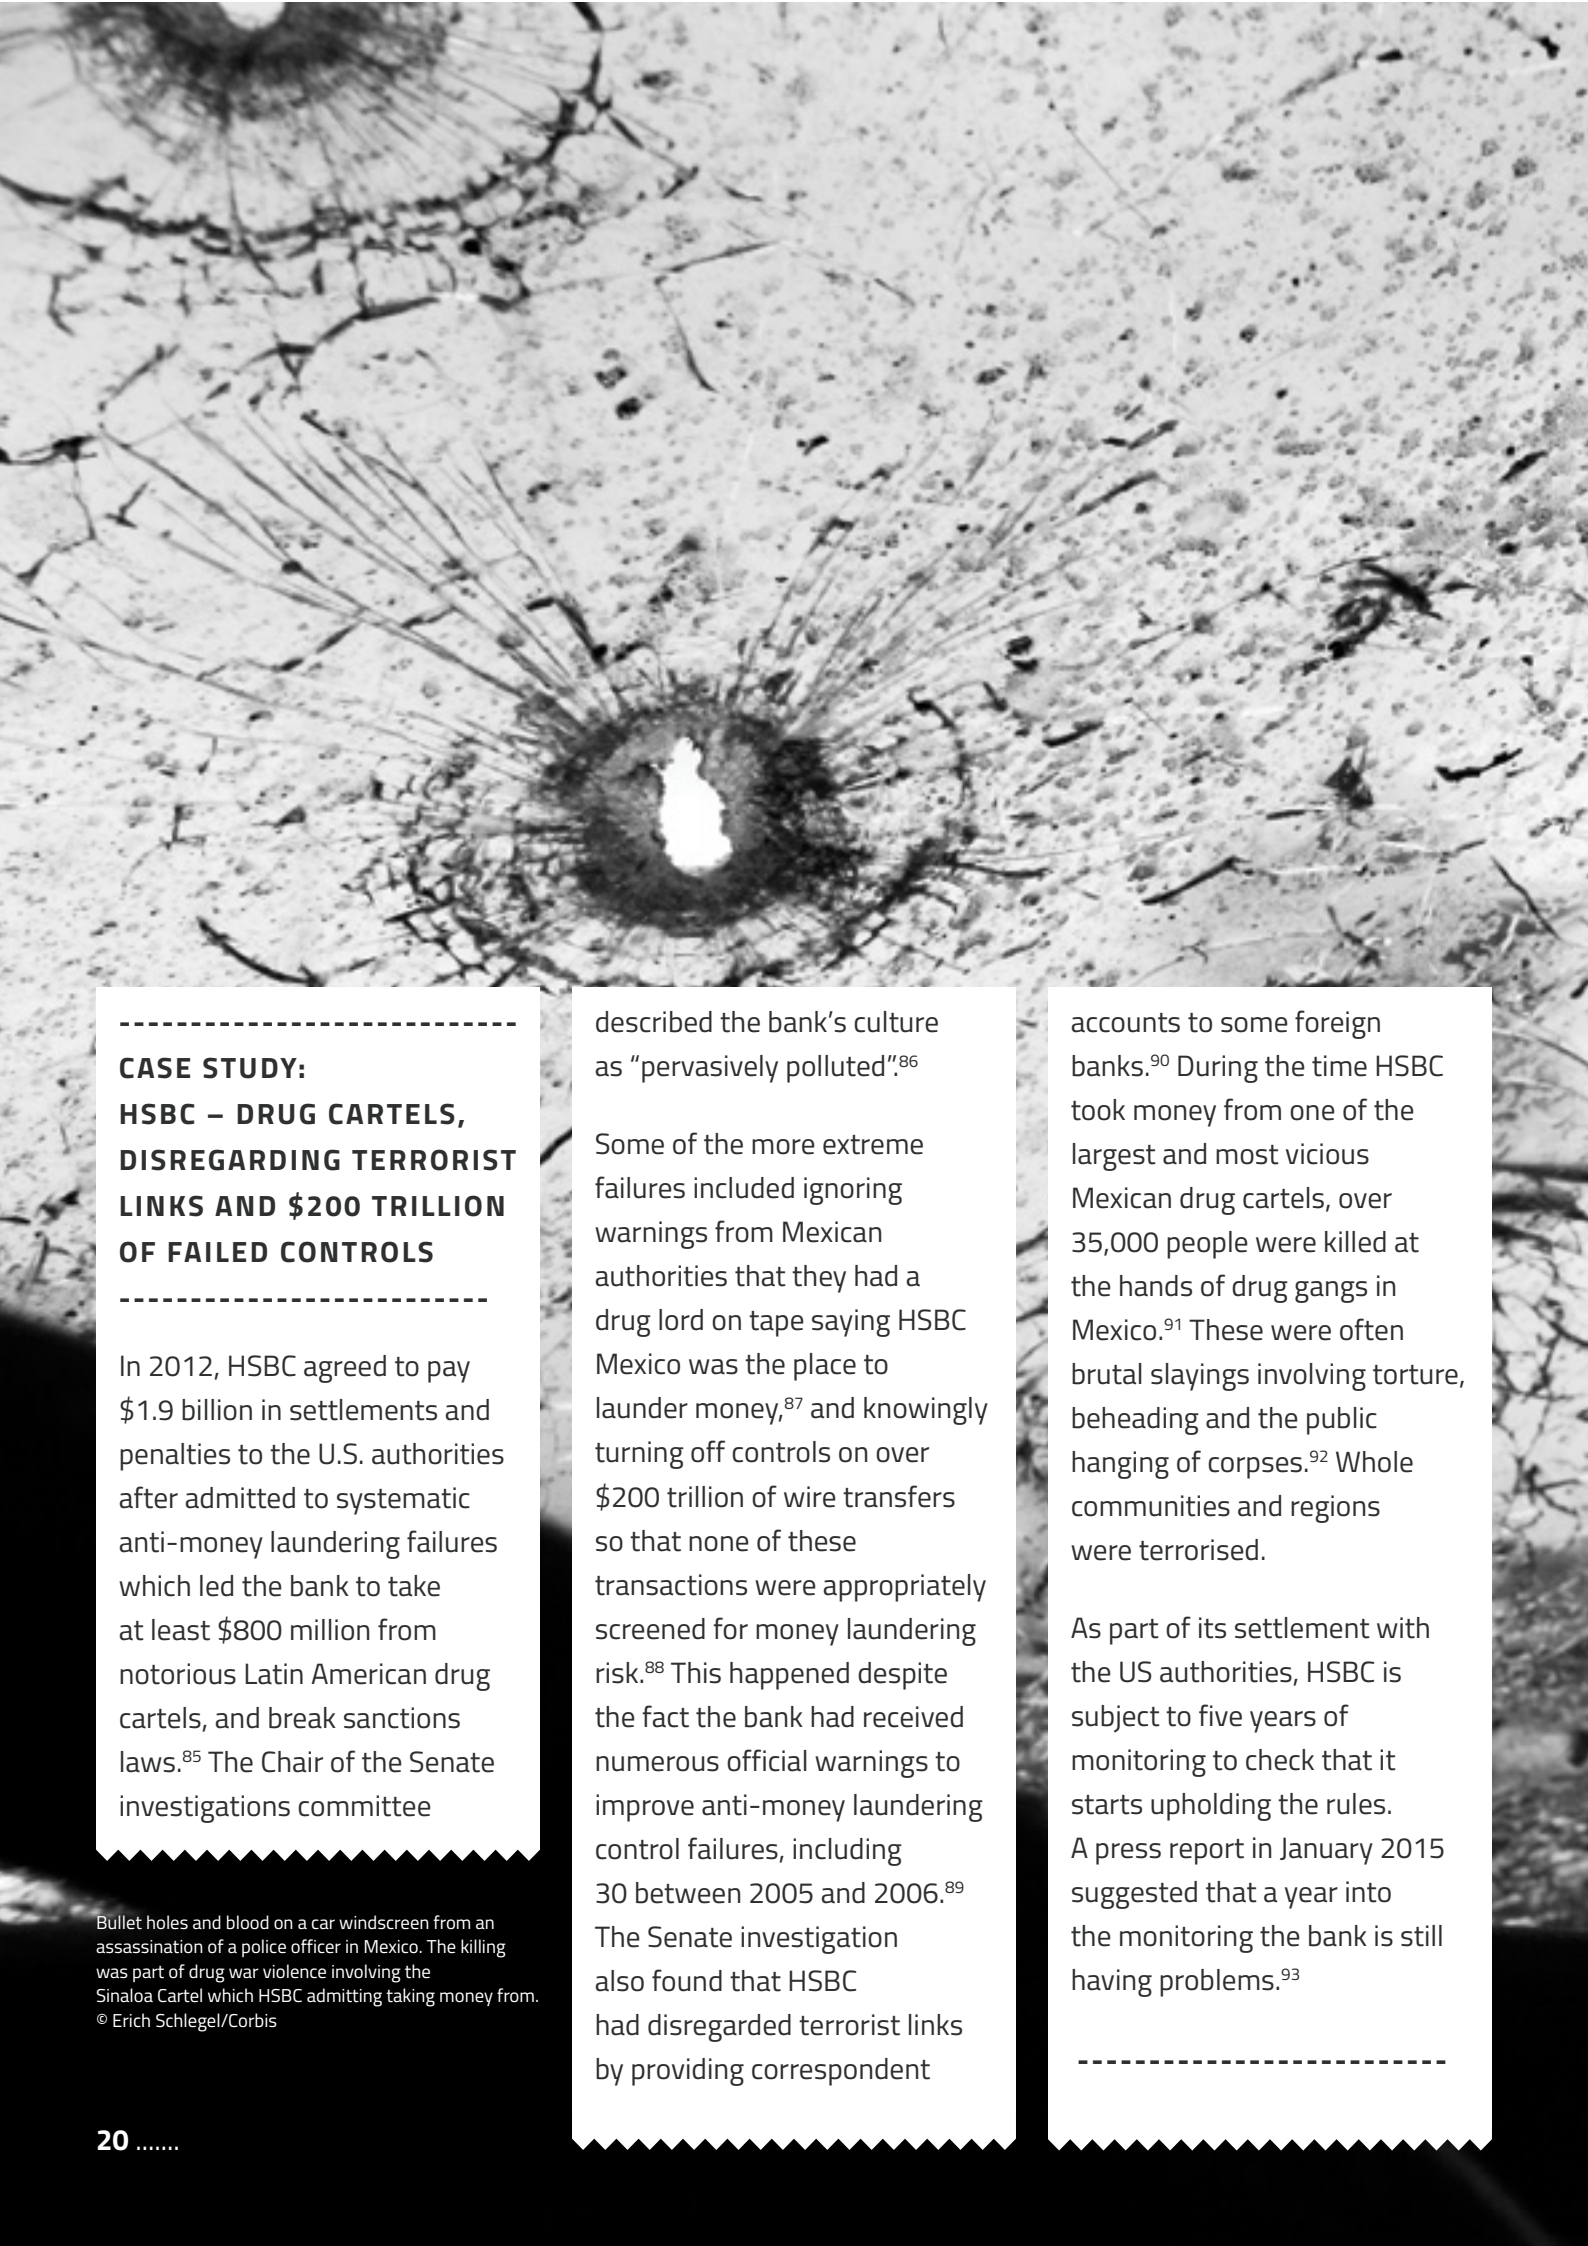 CASE STUDY:
HSBC – DRUG CARTELS,
DISREGARDING TERRORIST
LINKS AND $200 TRILLION
OF FAILED CONTROLS
In 2012, HSBC agreed to pay
$1.9 billion in settlements and
penalties to the U.S. authorities
after admitted to systematic
anti-money laundering failures
which led the bank to take
at least $800 million from
notorious Latin American drug
cartels, and break sanctions
laws.85 The Chair of the Senate
investigations committee
described the bank’s culture
as “pervasively polluted”.86
Some of the more extreme
failures included ignoring
warnings from Mexican
authorities that they had a
drug lord on tape saying HSBC
Mexico was the place to
launder money,87 and knowingly
turning off controls on over
$200 trillion of wire transfers
so that none of these
transactions were appropriately
screened for money laundering
risk.88 This happened despite
the fact the bank had received
numerous official warnings to
improve anti-money laundering
control failures, including
30 between 2005 and 2006.89
The Senate investigation
also found that HSBC
had disregarded terrorist links
by providing correspondent
accounts to some foreign
banks.90 During the time HSBC
took money from one of the
largest and most vicious
Mexican drug cartels, over
35,000 people were killed at
the hands of drug gangs in
Mexico.91 These were often
brutal slayings involving torture,
beheading and the public
hanging of corpses.92 Whole
communities and regions
were terrorised.
As part of its settlement with
the US authorities, HSBC is
subject to five years of
monitoring to check that it
starts upholding the rules.
A press report in January 2015
suggested that a year into
the monitoring the bank is still
having problems.93
Bullet holes and blood on a car windscreen from an
assassination of a police officer in Mexico. The killing
was part of drug war violence involving the
Sinaloa Cartel which HSBC admitting taking money from.
© Erich Schlegel/Corbis
20 .......